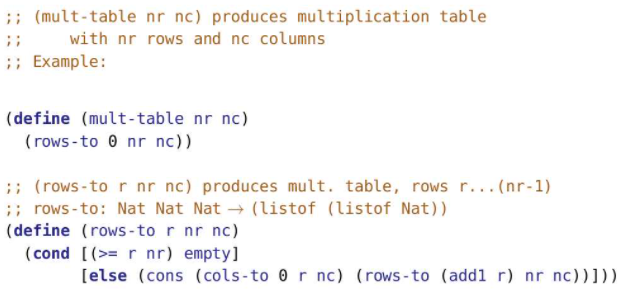 ;; (mult-table nr nc) produces multiplication table
;;     with nr rows and nc columns
;; Example:
(define (mult-table nr nc)
  (rows-to 0 nr nc))
;; (rows-to r nr nc) produces mult. table, rows r...(nr-1)
;; rows-to: Nat Nat Nat → (listof (listof Nat))
(define (rows-to r nr nc)
  (cond [(>= r nr) empty]
        [else (cons (cols-to 0 r nc) (rows-to (add1 r) nr nc))]))